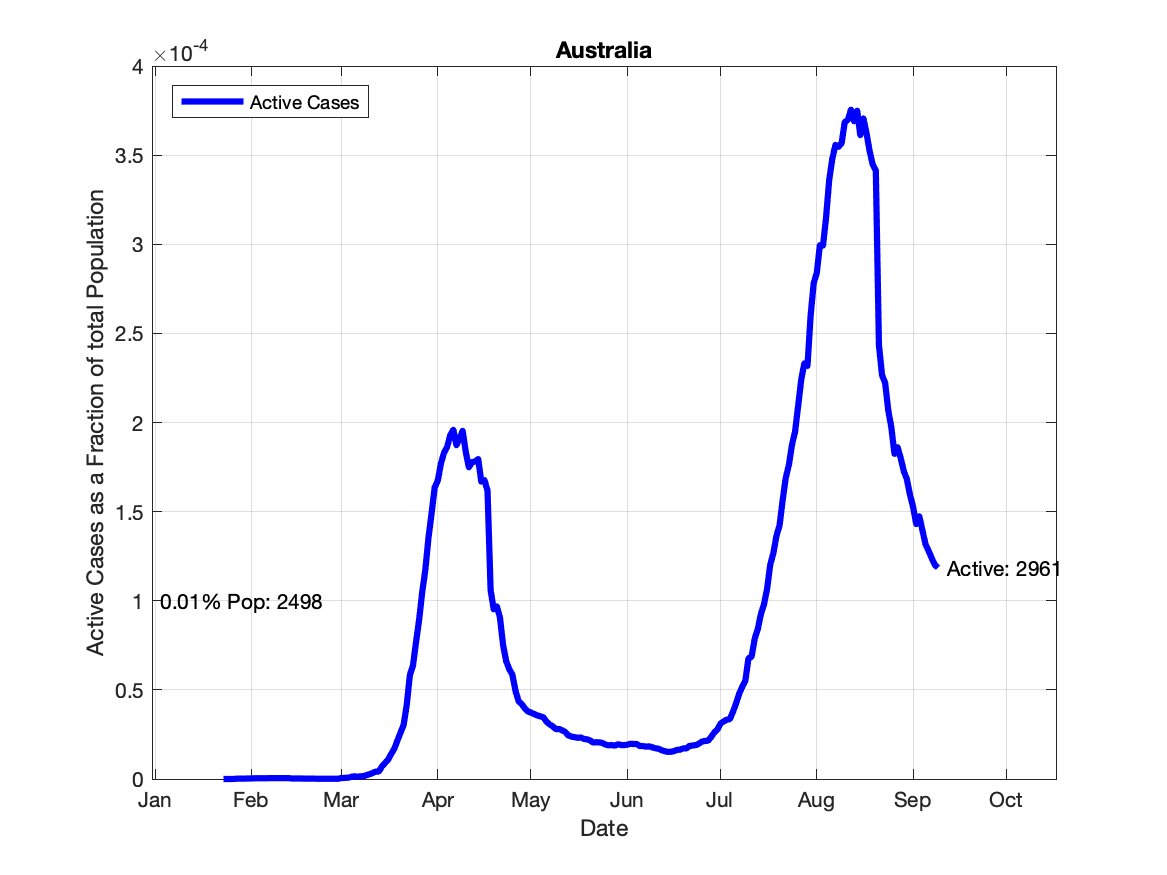 Australia
×10-4
Active Cases
4
3.5
3
2.5
2
1.5
1
0.5
0
Active Cases as a Fraction of total Population
0.01% Pop: 2498
Active: 2961
Jan Feb Mar Apr May Jun Jul Aug Sep Oct
Date